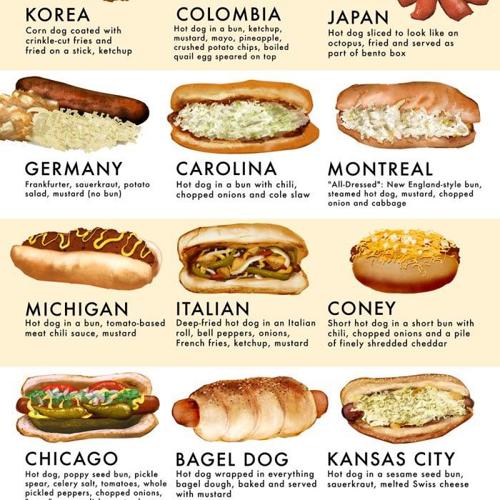 KOREA
Corn dog coated with
crinkle-cut fries and
fried on a stick, ketchup
COLOMBIA
Hot dog in a bun, ketchup,
mustard, mayo, pineapple,
crushed potato chips, boiled
quail egg speared on top
JAPAN
Hot dog sliced to look like an
octopus, fried and served as
part of bento box
GERMANY
Frankfurter, sauerkraut, potato
salad, mustard (no bun)
CAROLINA
Hot dog in a bun with chili,
chopped onions and cole slaw
MONTREAL
"All-Dressed": New England-style bun,
steamed hot dog, mustard, chopped
onion and cabbage
MICHIGAN
Hot dog in a bun, tomato-based
meat chili sauce, mustard
ITALIAN
Deep-fried hot dog in an Italian
roll, bell peppers, onions,
French fries, ketchup, mustard
CONEY
Short hot dog in a short bun with
chili, chopped onions and a pile
of finely shredded cheddar
CHICAGO
Hot dog, poppy seed bun, pickle
spear, celery salt, tomatoes, whole
pickled peppers, chopped onions,
BAGEL DOG
Hot dog wrapped in everything
bagel dough, baked and served
with mustard
KANSAS CITY
Hot dog in a sesame seed bun,
sauerkraut, melted Swiss cheese